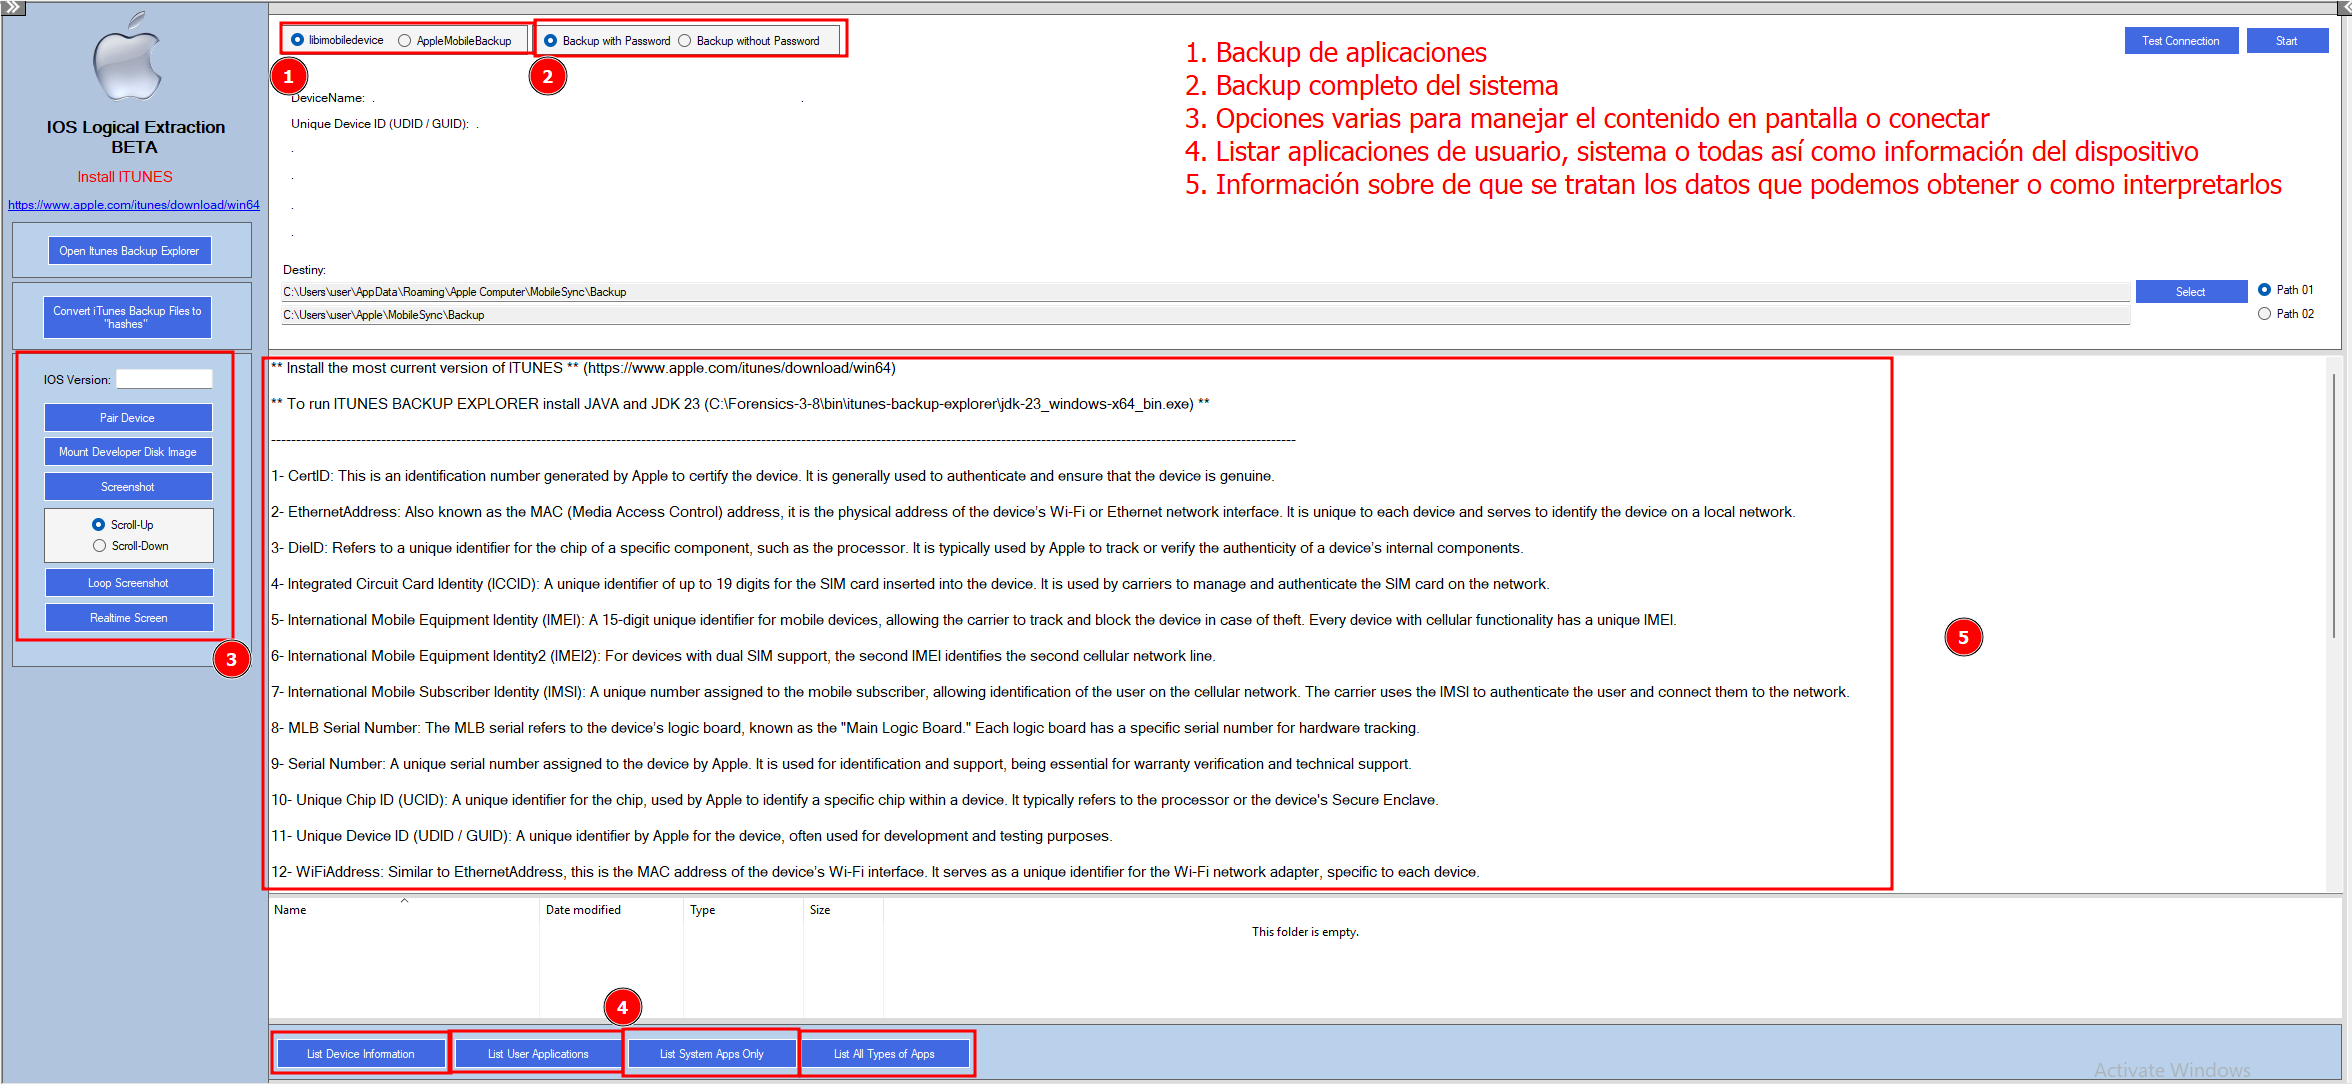 IOS Logical Extraction
BETA
Install ITUNES
https://www.apple.com/itunes/download/win64
Open Itunes Backup Explorer
Convert iTunes Backup Files to
"hashes"
IOS Version:
Pair Device
Mount Developer Disk Image
Screenshot
Scroll-Up
Scroll-Down
Loop Screenshot
Realtime Screen
3
libimobiledevice AppleMobileBackup Backup with Password Backup without Password
1
2
Test Connection Start
1. Backup de aplicaciones
2. Backup completo del sistema
3. Opciones varias para manejar el contenido en pantalla o conectar
4. Listar aplicaciones de usuario, sistema o todas así como información del dispositivo
5. Información sobre de que se tratan los datos que podemos obtener o como interpretarlos
DeviceName: .
Unique Device ID (UDID / GUID): .
Destiny:
C:\Users\user\AppData\Roaming\Apple Computer\MobileSync\Backup
Select
Path 01
C:\Users\user\Apple\MobileSync\Backup
Path 02
** Install the most current version of ITUNES ** (https://www.apple.com/itunes/download/win64)
** To run ITUNES BACKUP EXPLORER install JAVA and JDK 23 (C:\Forensics-3-8\bin\itunes-backup-explorer\jdk-23_windows-x64_bin.exe) **
1- CertID: This is an identification number generated by Apple to certify the device. It is generally used to authenticate and ensure that the device is genuine.
2- EthernetAddress: Also known as the MAC (Media Access Control) address, it is the physical address of the device's Wi-Fi or Ethernet network interface. It is unique to each device and serves to identify the device on a local network.
3- DieID: Refers to a unique identifier for the chip of a specific component, such as the processor. It is typically used by Apple to track or verify the authenticity of a device's internal components.
4- Integrated Circuit Card Identity (ICCID): A unique identifier of up to 19 digits for the SIM card inserted into the device. It is used by carriers to manage and authenticate the SIM card on the network.
5- International Mobile Equipment Identity (IMEI): A 15-digit unique identifier for mobile devices, allowing the carrier to track and block the device in case of theft. Every device with cellular functionality has a unique IMEI.
6- International Mobile Equipment Identity2 (IMEI2): For devices with dual SIM support, the second IMEI identifies the second cellular network line.
7- International Mobile Subscriber Identity (IMSI): A unique number assigned to the mobile subscriber, allowing identification of the user on the cellular network. The carrier uses the IMSI to authenticate the user and connect them to the network.
8- MLB Serial Number: The MLB serial refers to the device's logic board, known as the "Main Logic Board." Each logic board has a specific serial number for hardware tracking.
9- Serial Number: A unique serial number assigned to the device by Apple. It is used for identification and support, being essential for warranty verification and technical support.
10- Unique Chip ID (UCID): A unique identifier for the chip, used by Apple to identify a specific chip within a device. It typically refers to the processor or the device's Secure Enclave.
11- Unique Device ID (UDID / GUID): A unique identifier by Apple for the device, often used for development and testing purposes.
12- WiFiAddress: Similar to EthernetAddress, this is the MAC address of the device's Wi-Fi interface. It serves as a unique identifier for the Wi-Fi network adapter, specific to each device.
5
Name Date modified Type Size
This folder is empty.
4
List Device Information List User Applications List System Apps Only List All Types of Apps
Activate Windows